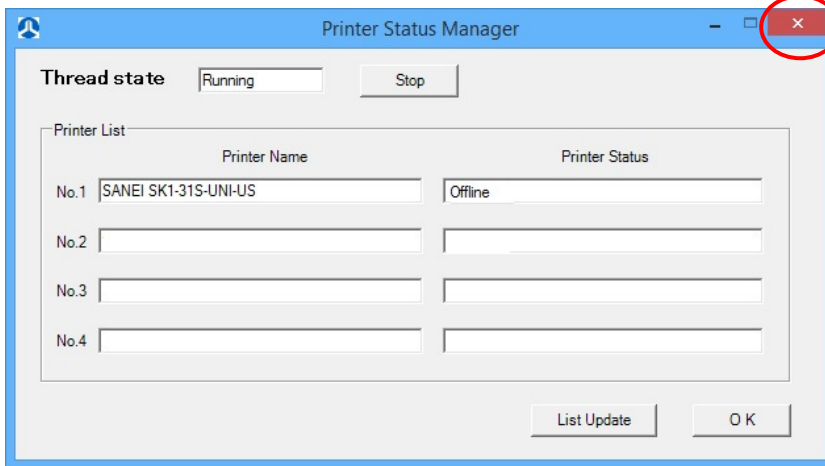 Printer Status Manager
Thread state Running Stop
Printer List
Printer Name Printer Status
No.1 SANEI SK1-31S-UNI-US Offline
No.2
No.3
No.4
List Update O K